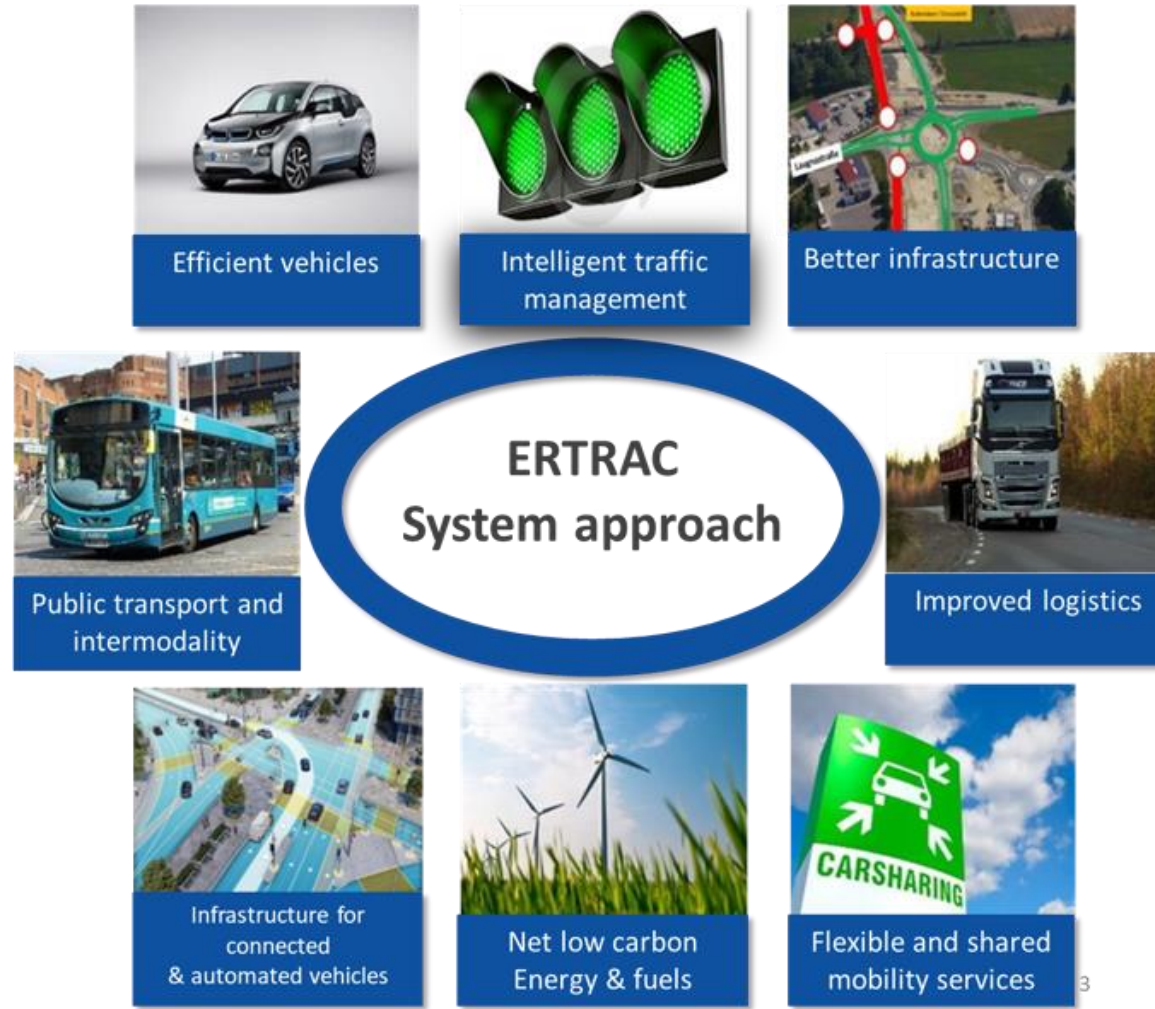 Efficient vehicles
Intelligent traffic
management
Better infrastructure
ERTRAC
System approach
Public transport and
intermodality
Improved logistics
Infrastructure for
connected
& automated vehicles
Net low carbon
Energy & fuels
CARSHARING
Flexible and shared
mobility services
3